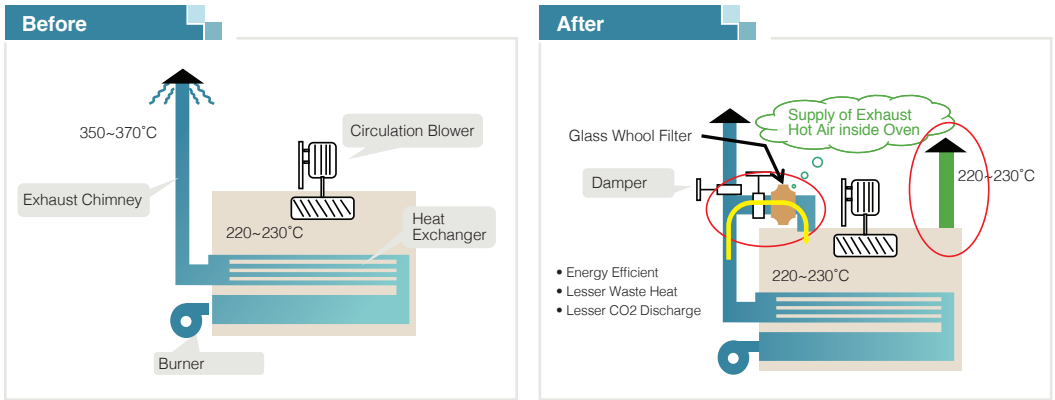 Before
350~370°C
Circulation Blower
Exhaust Chimney
220~230°C
Heat
Exchanger
Burner
After
Supply of Exhaust
Hot Air inside Oven
Glass Whool Filter
Damper
220~230°C
220~230°C
• Energy Efficient
• Lesser Waste Heat
• Lesser CO2 Discharge